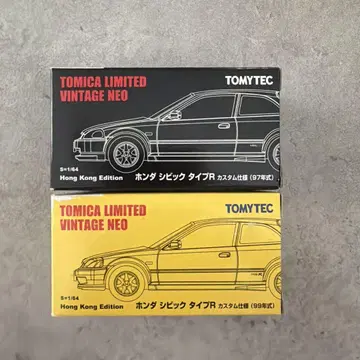 TOMICA LIMITED
VINTAGE NEO
TOMYTEC
S=1/64
Hong Kong Edition
ホンダ シビック タイプR カスタム仕様 (97年式)
TOMICA LIMITED
VINTAGE NEO
TOMYTEC
S=1/64
Hong Kong Edition
ホンダ シビック タイプR カスタム仕様 (99年式)